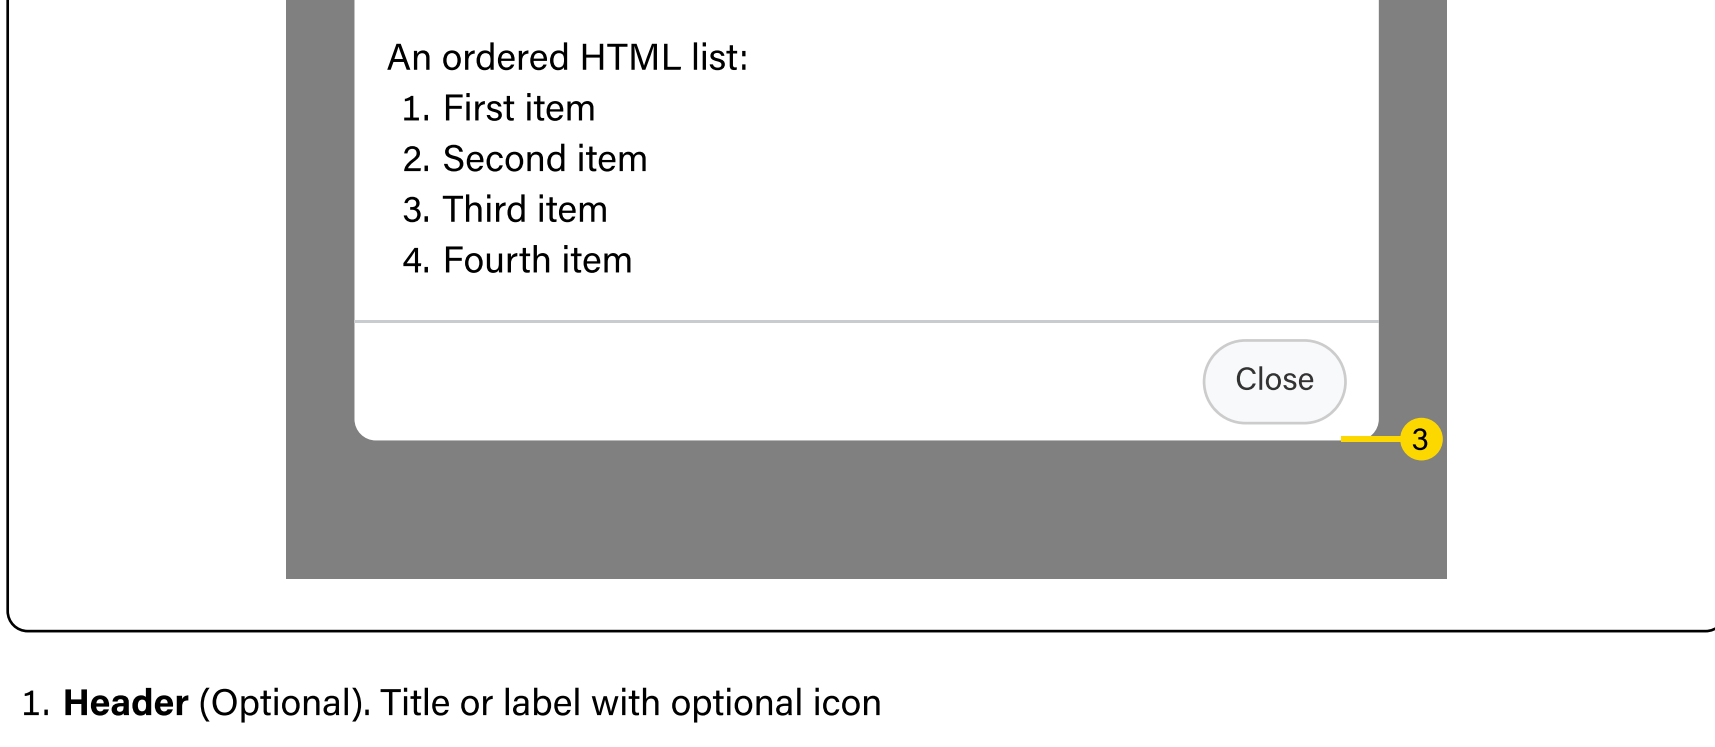 An ordered HTML list:
1. First item
2. Second item
3. Third item
4. Fourth item
Close
3
1. Header (Optional). Title or label with optional icon